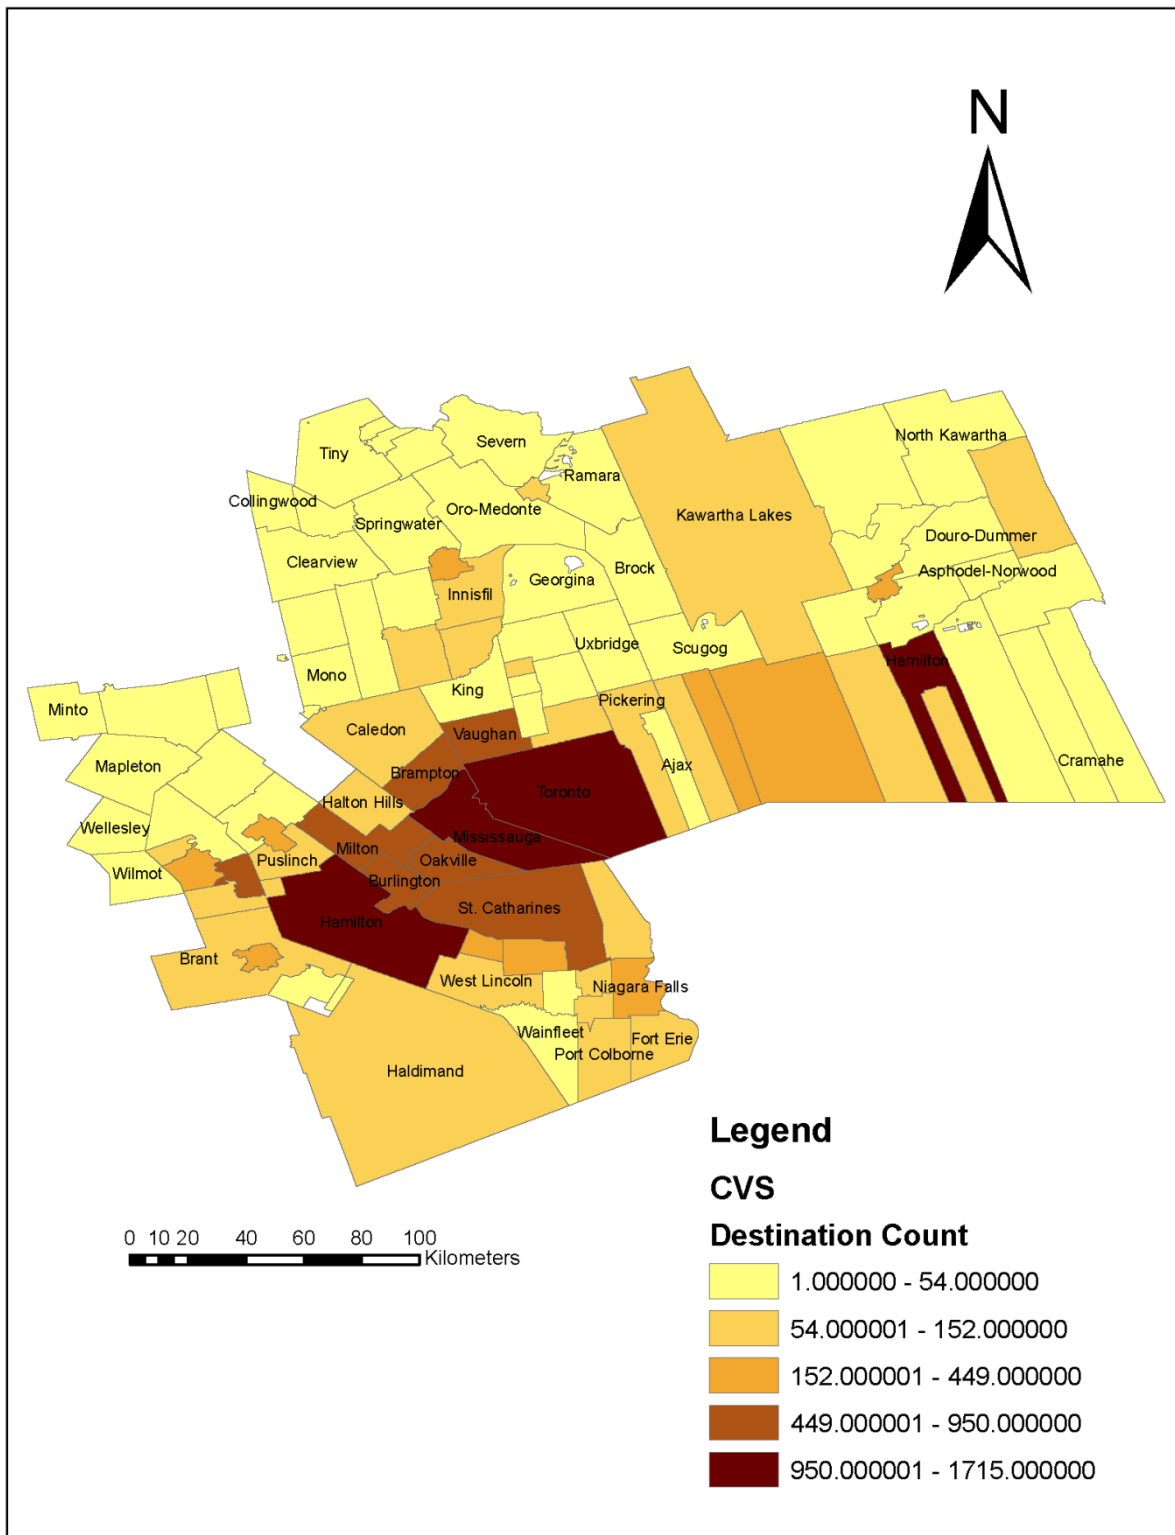 N
North Kawartha
Severn
Tiny
Ramara
Collingwood
Oro-Medonte
Kawartha Lakes
Springwater
Douro-Dummer
Clearview
Brock
Asphodel-Norwood
Georgina
Innisfil
Uxbridge
Scugog
Hamilton
Mono
King
Pickering
Minto
Caledon
Vaughan
Cramahe
Mapleton
Ajax
Brampton
Toronto
Halton Hills
Wellesley
Mississauga
Milton
Puslinch
Oakville
Wilmot
Burlington
St. Catharines
Hamilton
Brant
West Lincoln
Niagara Falls
Wainfleet
Fort Erie
Port Colborne
Haldimand
Legend
CVS
Destination Count
1.000000 - 54.000000
54.000001 - 152.000000
152.000001 - 449.000000
449.000001 - 950.000000
950.000001 - 1715.000000
0 10 20 40 60 80 100
Kilometers